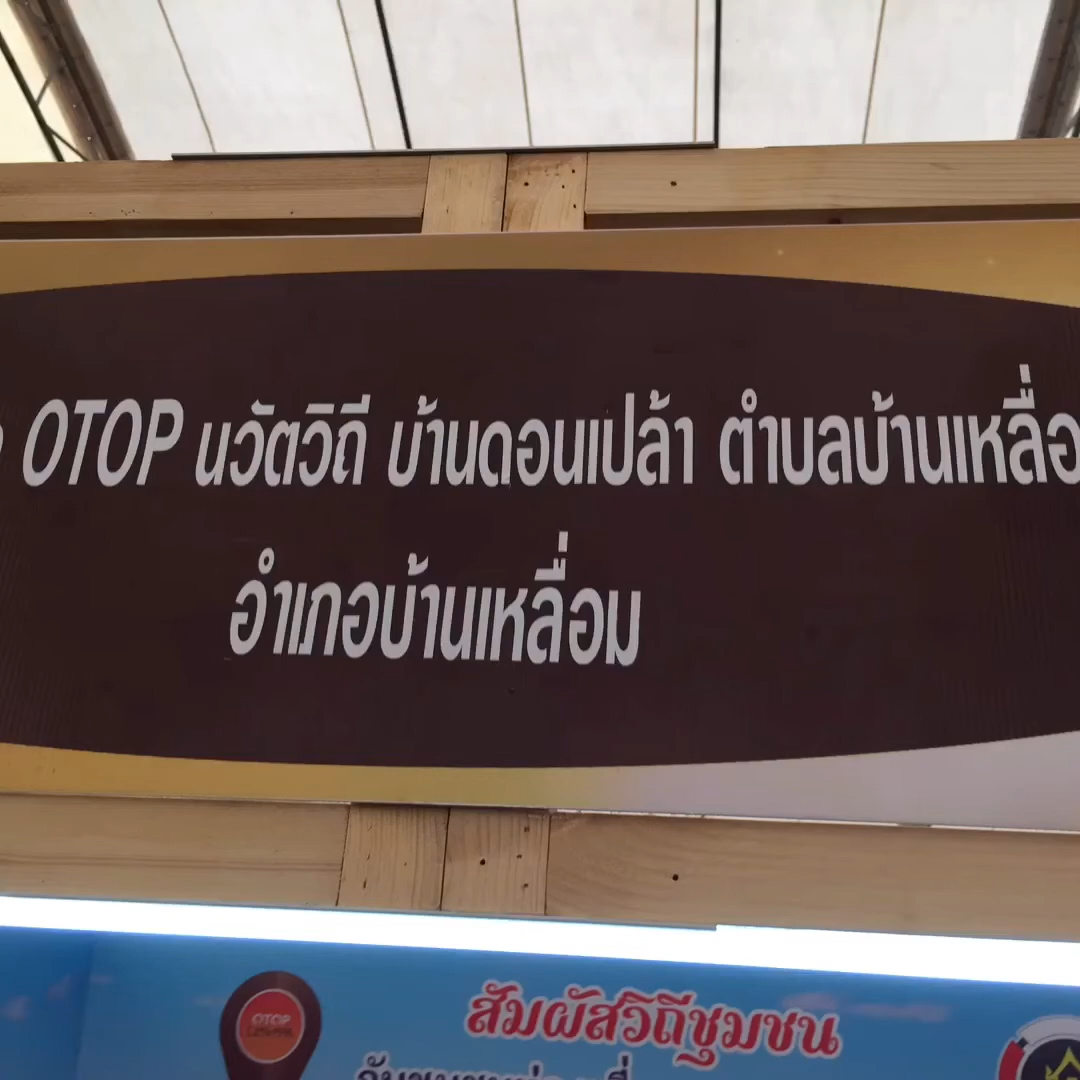 OTOP นวัตวิถี บ้านดอนเปล้า ตำบลบ้านเหลื่อ
อำเภอบ้านเหลื่อม
สัมผัสวิถีชุมชน
OTOP